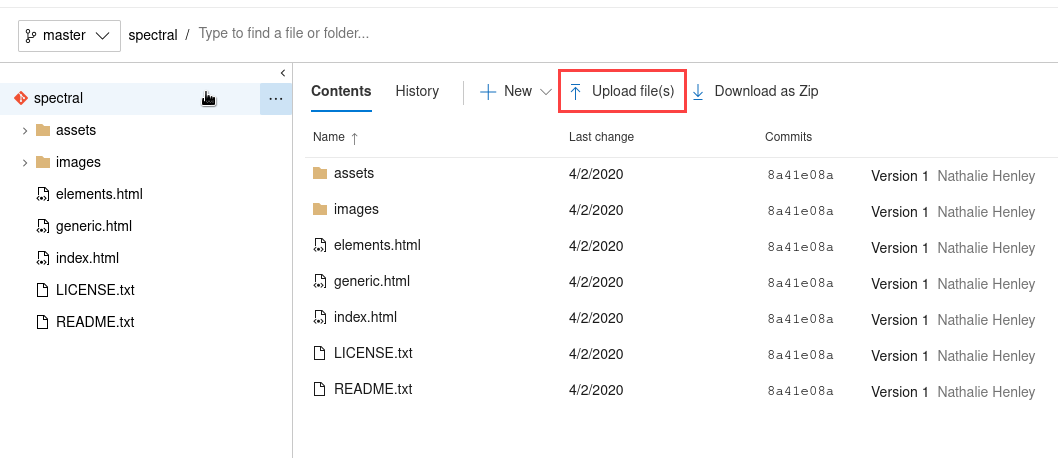 master spectral / Type to find a file or folder...
spectral
assets
images
elements.html
generic.html
index.html
LICENSE.txt
README.txt
Contents History New Upload file(s) Download as Zip
Name ↑ Last change Commits
assets 4/2/2020 8a41e08a Version 1 Nathalie Henley
images 4/2/2020 8a41e08a Version 1 Nathalie Henley
elements.html 4/2/2020 8a41e08a Version 1 Nathalie Henley
generic.html 4/2/2020 8a41e08a Version 1 Nathalie Henley
index.html 4/2/2020 8a41e08a Version 1 Nathalie Henley
LICENSE.txt 4/2/2020 8a41e08a Version 1 Nathalie Henley
README.txt 4/2/2020 8a41e08a Version 1 Nathalie Henley